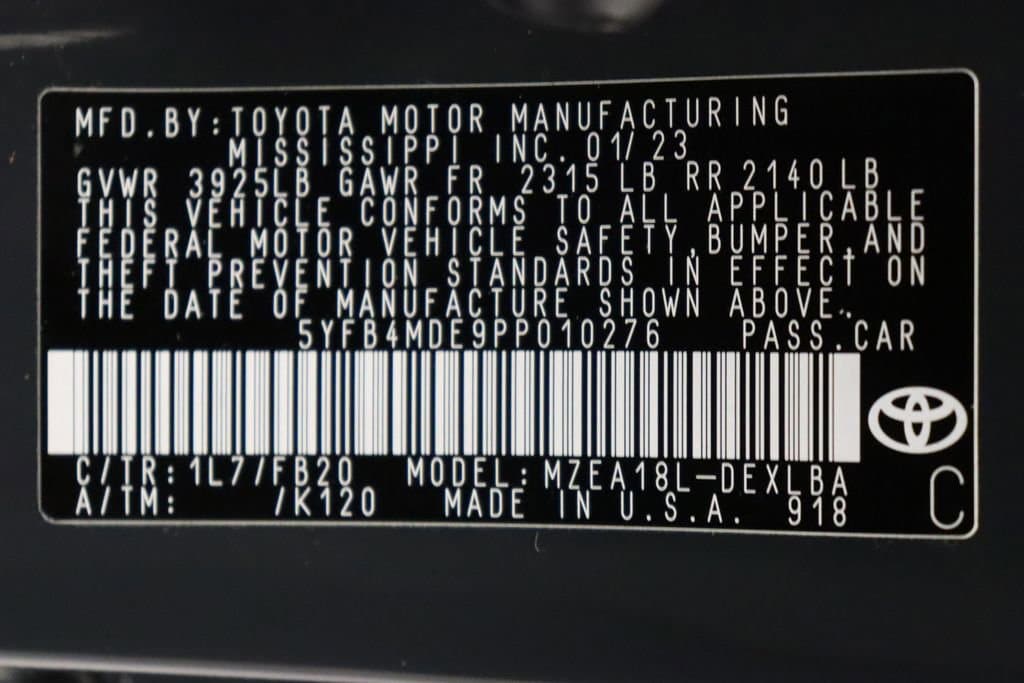 MFD.BY:TOYOTA MOTOR MANUFACTURING
MISSISSIPPI INC. 01/23
GVWR 3925LB GAWR FR 2315 LB RR 2140 LB
THIS VEHICLE CONFORMS TO ALL APPLICABLE
FEDERAL MOTOR VEHICLE SAFETY,BUMPER,AND
THEFT PREVENTION STANDARDS IN EFFECT ON
THE DATE OF MANUFACTURE SHOWN ABOVE.
5YFB4MDE9PP010276 PASS.CAR
C/TR:1L7/FB20 MODEL:MZEA18L-DEXLBA
A/TM: /K120 MADE IN U.S.A. 918
C